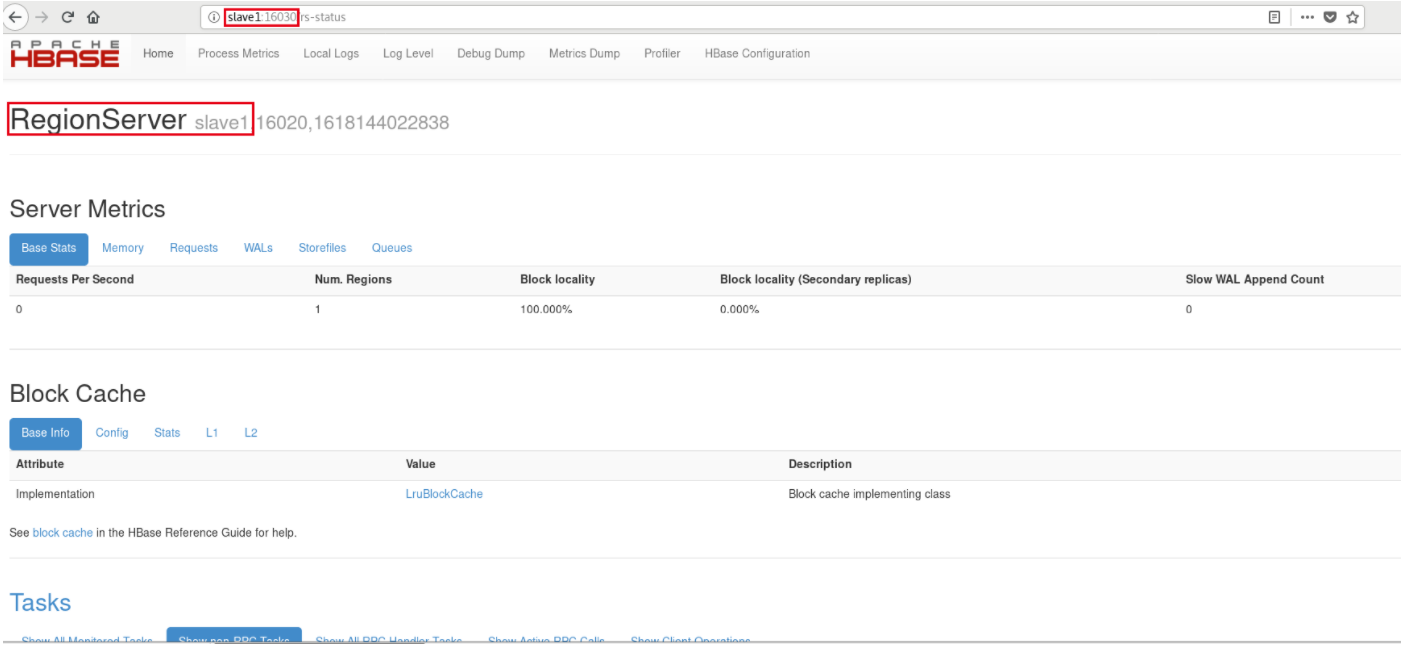 slave1:16030/rs-status
APACHE
HBASE
Home Process Metrics Local Logs Log Level Debug Dump Metrics Dump Profiler HBase Configuration
RegionServer slave1,16020,1618144022838
Server Metrics
Base Stats Memory Requests WALs Storefiles Queues
Requests Per Second Num. Regions Block locality Block locality (Secondary replicas) Slow WAL Append Count
0 1 100.000% 0.000% 0
Block Cache
Base Info Config Stats L1 L2
Attribute Value Description
Implementation LruBlockCache Block cache implementing class
See block cache in the HBase Reference Guide for help.
Tasks
Show All Monitored Tasks Show non-RPC Tasks Show All RPC Handler Tasks Show Active RPC Calls Show Client Operations